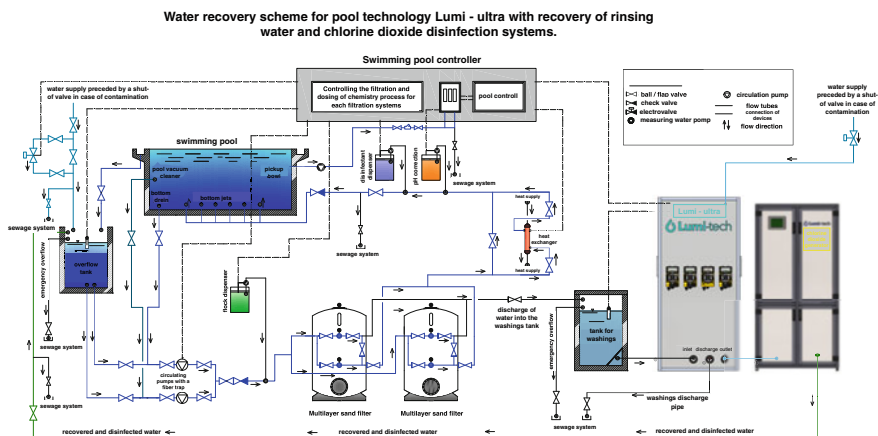 Water recovery scheme for pool technology Lumi - ultra with recovery of rinsing
water and chlorine dioxide disinfection systems.
Swimming pool controller
Controlling the filtration and
dosing of chemistry process for
each filtration systems
pool controll
ball / flap valve
check valve
electrovalve
measuring water pomp
circulation pump
flow tubes
connection of
devices
flow direction
water supply preceded by a shut-
of valve in case of contamination
water supply
preceded by a shut-
of valve in case of
contamination
swimming pool
pool vacuum
cleaner
pickup
bowl
bottom
drain
bottom jets
disinfectant
dispenser
pH correction
sewage system
heat supply
heat
exchanger
heat supply
sewage system
sewage system
overflow
tank
emergency overflow
sewage system
flock dispenser
circulating
pumps with a
fiber trap
sewage system
Multilayer sand filter
Multilayer sand filter
discharge of
water into the
washings tank
tank for
washings
emergency overflow
sewage system
Lumi - ultra
Lumi-tech
inlet
discharge
outlet
washings discharge
pipe
recovered and disinfected water
recovered and disinfected water
recovered and disinfected water